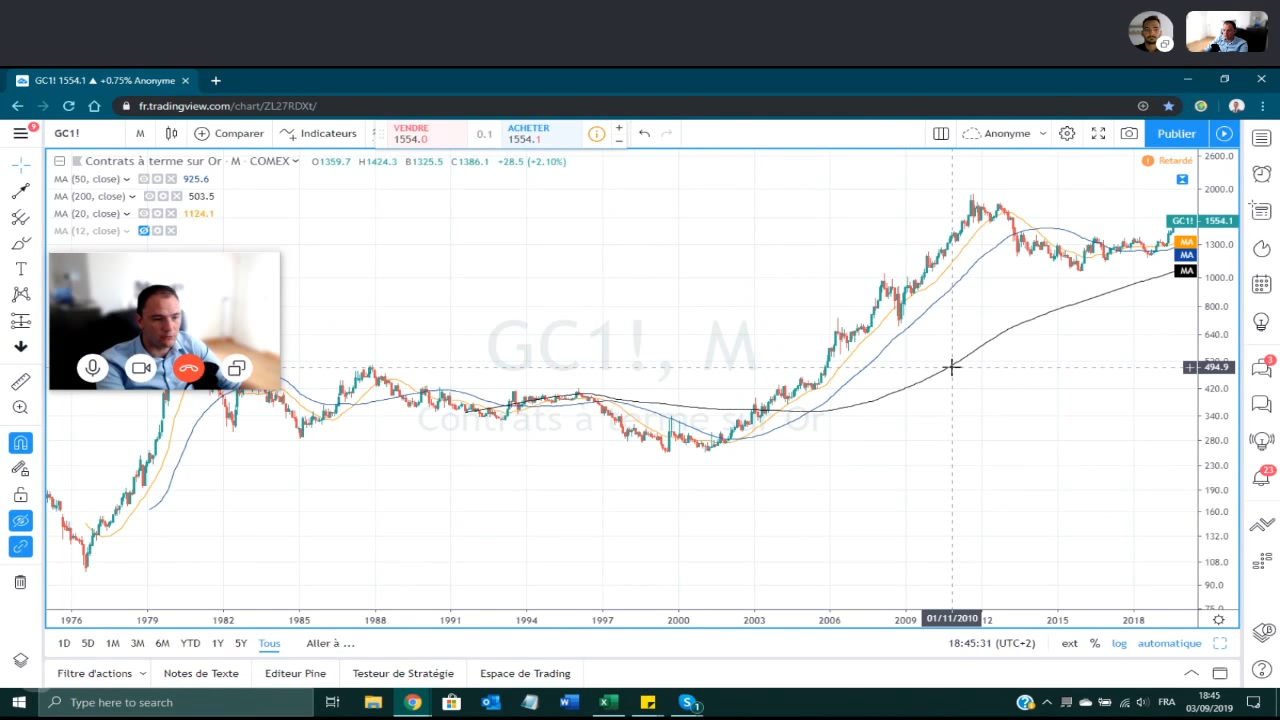 GC1! 1554.1 ▲ +0.75% Anonyme
fr.tradingview.com/chart/ZL27RDXt/
9
GC1! M Comparer Indicateurs
VENDRE
1554.0
0.1
ACHETER
1554.1
Anonyme
Publier
Contrats à terme sur Or · M · COMEX O1359.7 H1424.3 B1325.5 C1386.1 +28.5 (+2.10%)
Retardé
MA (50, close) 925.6
MA (200, close) 503.5
MA (20, close) 1124.1
MA (12, close)
GC1!, M
Contrats à terme sur Or
2600.0
2000.0
GC1! 1554.1
MA
1300.0
MA
MA
1000.0
800.0
640.0
494.9
420.0
340.0
280.0
230.0
190.0
160.0
132.0
108.0
90.0
75.0
3
23
1976 1979 1982 1985 1988 1991 1994 1997 2000 2003 2006 2009 01/11/2010 12 2015 2018
1D 5D 1M 3M 6M YTD 1Y 5Y Tous Aller à ... 18:45:31 (UTC+2) ext % log automatique
Filtre d'actions Notes de Texte Editeur Pine Testeur de Stratégie Espace de Trading
Type here to search
1
FRA
18:45
03/09/2019